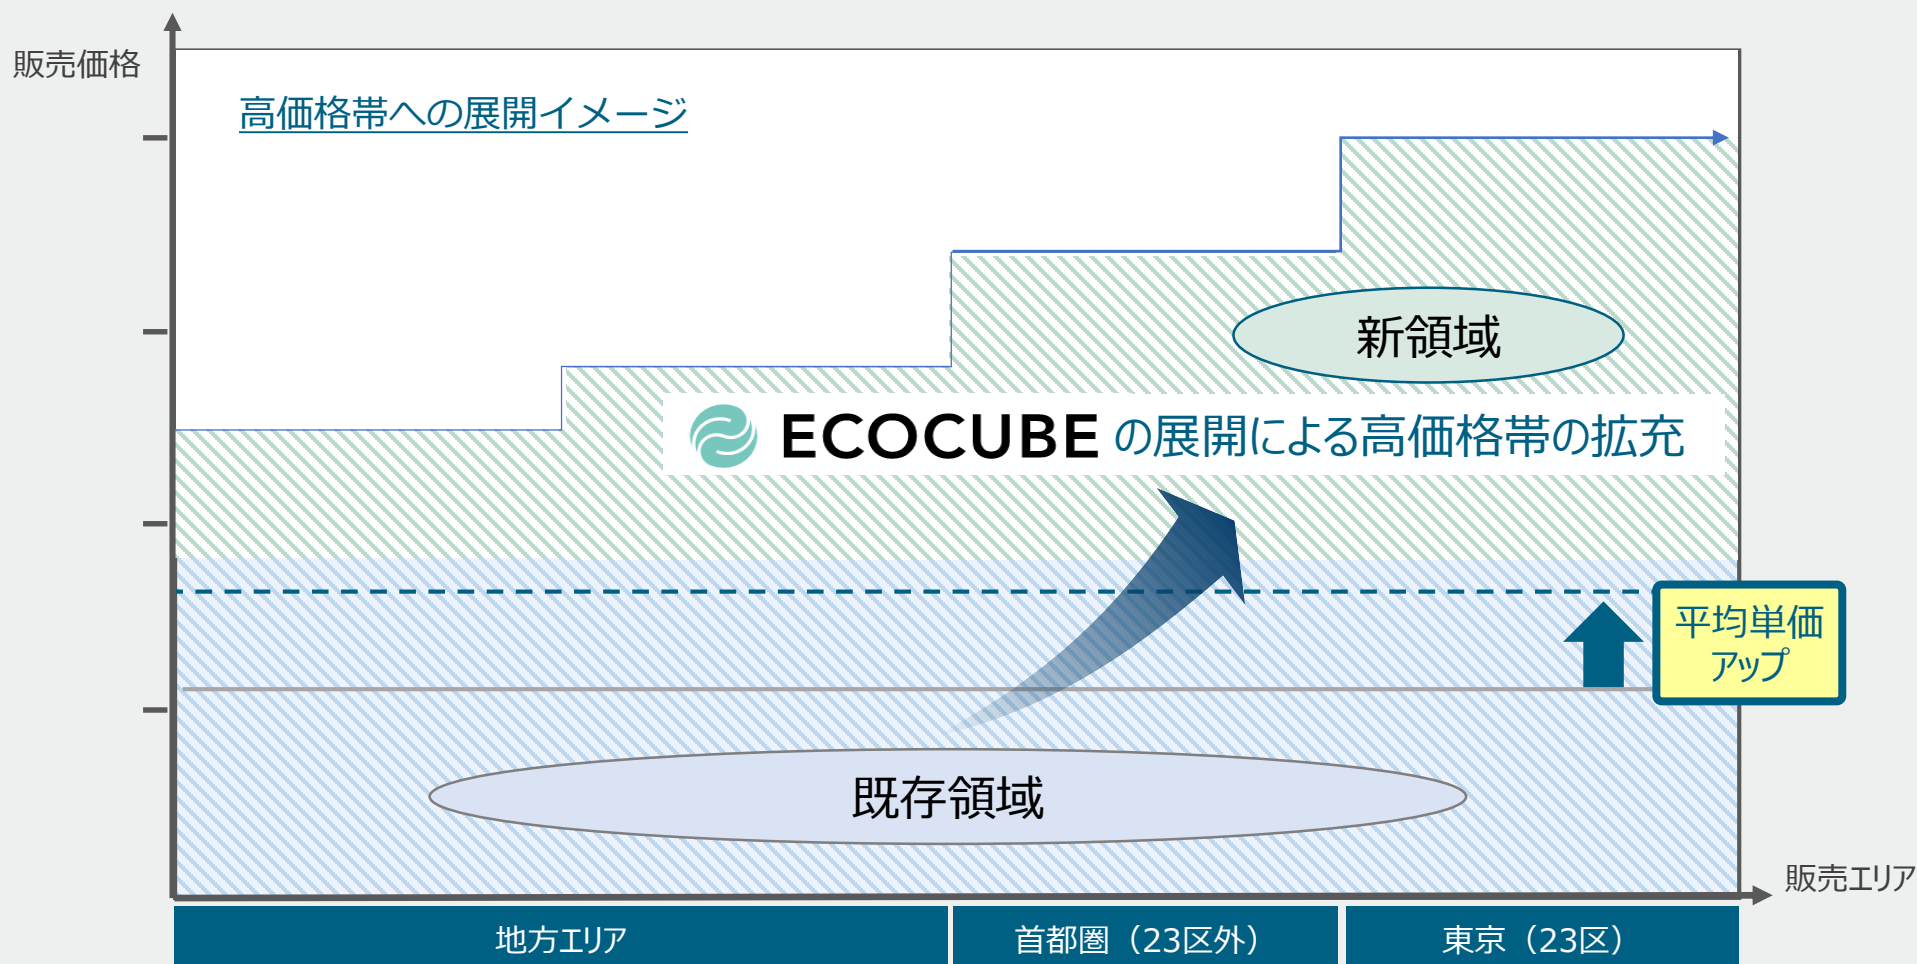 販売価格
高価格帯への展開イメージ
新領域
ECOCUBE の展開による高価格帯の拡充
平均単価
アップ
既存領域
販売エリア
地方エリア
首都圏（23区外）
東京（23区）